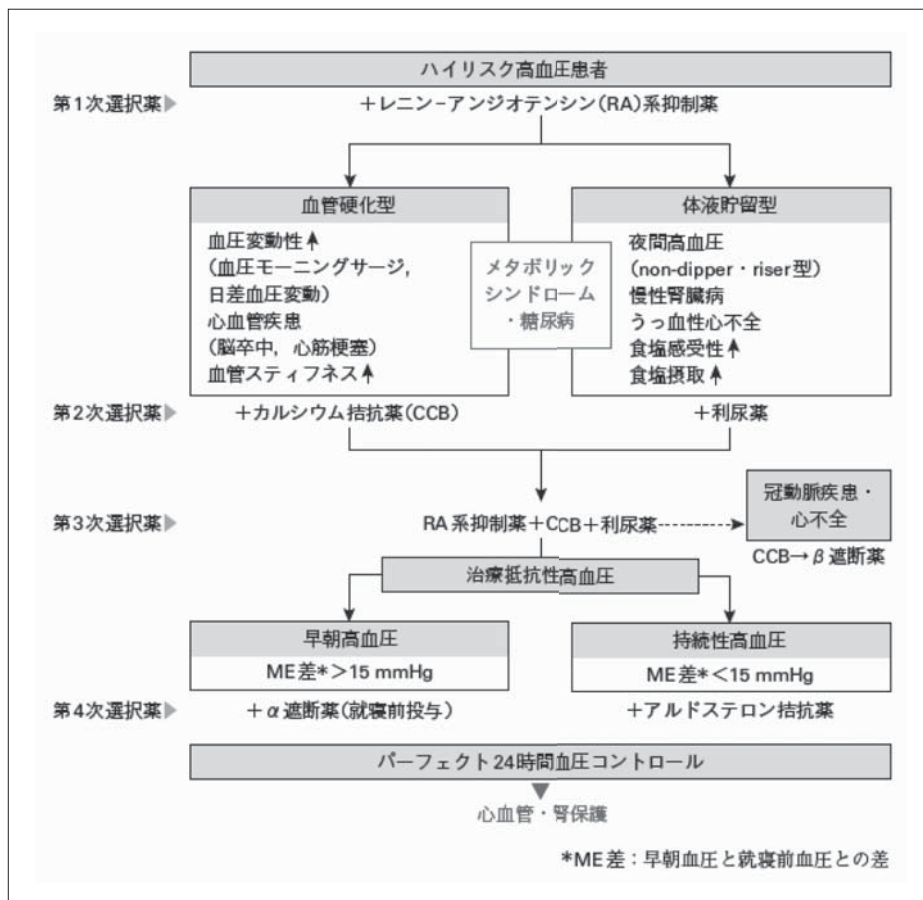 ハイリスク高血圧患者
第1次選択薬▶
+レニン-アンジオテンシン(RA)系抑制薬
血管硬化型
血圧変動性↑
(血圧モーニングサージ,
日差血圧変動)
心血管疾患
(脳卒中, 心筋梗塞)
血管スティフネス↑
メタボリック
シンドローム
・糖尿病
体液貯留型
夜間高血圧
(non-dipper・riser型)
慢性腎臓病
うっ血性心不全
食塩感受性↑
食塩摂取↑
第2次選択薬▶
+カルシウム拮抗薬(CCB)
+利尿薬
第3次選択薬▶
RA系抑制薬+CCB+利尿薬
冠動脈疾患・
心不全
CCB→β遮断薬
治療抵抗性高血圧
早朝高血圧
ME差*>15 mmHg
持続性高血圧
ME差*<15 mmHg
第4次選択薬▶
+α遮断薬(就寝前投与)
+アルドステロン拮抗薬
パーフェクト24時間血圧コントロール
心血管・腎保護
*ME差:早朝血圧と就寝前血圧との差